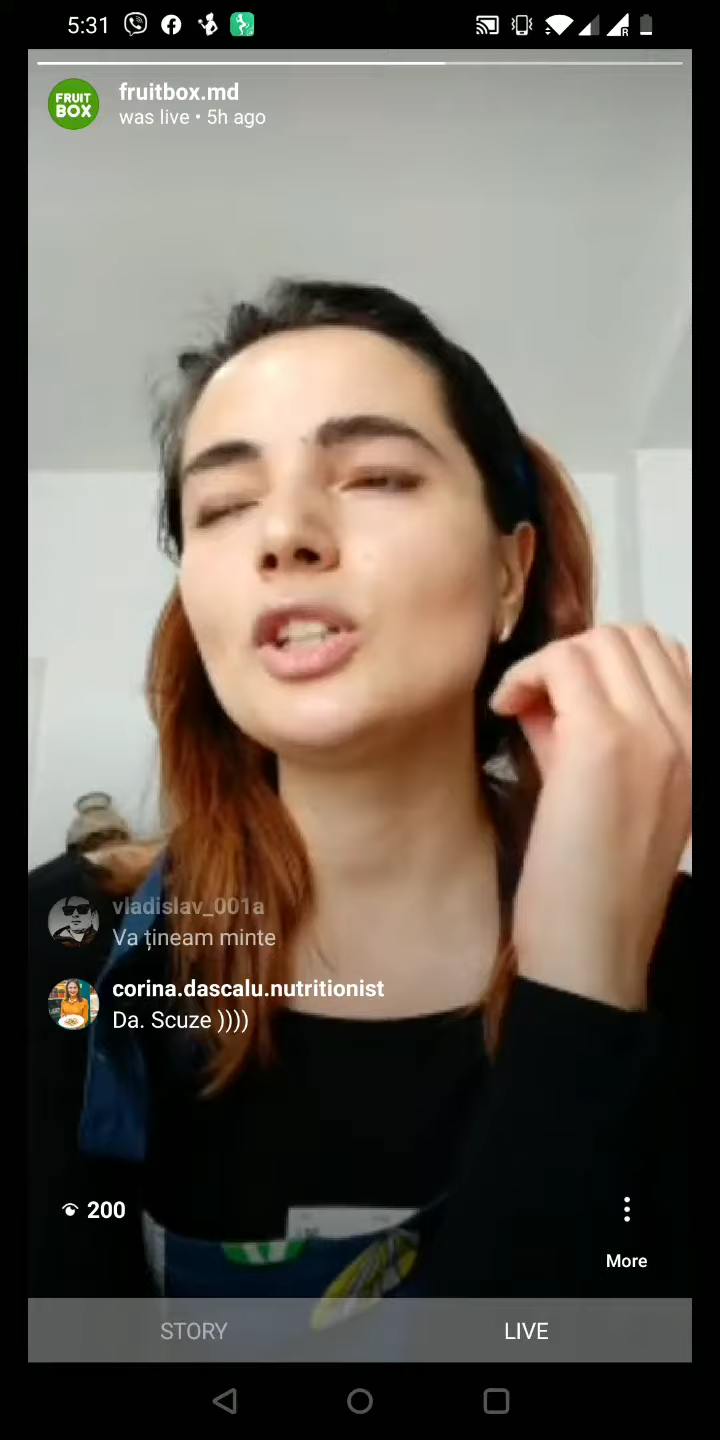 5:31
R
FRUIT
BOX
fruitbox.md
was live • 5h ago
vladislav_001a
Va țineam minte
corina.dascalu.nutritionist
Da. Scuze ))))
200
More
STORY
LIVE